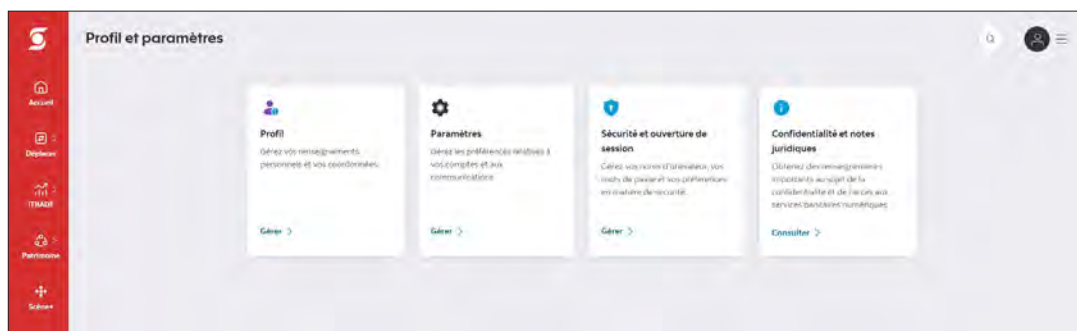 Profil et paramètres
Accueil
Déplacer
iTRADE
Patrimoine
Scène+
Profil
Gérez vos renseignements
personnels et vos coordonnées.
Gérer
Paramètres
Gérez les préférences relatives à
vos comptes et aux
communications.
Gérer
Sécurité et ouverture de
session
Gérez vos noms d'utilisateur, vos
mots de passe et vos préférences
en matière de sécurité.
Gérer
Confidentialité et notes
juridiques
Obtenez des renseignements
importants au sujet de la
confidentialité et de l'accès aux
services bancaires numériques
Consulter